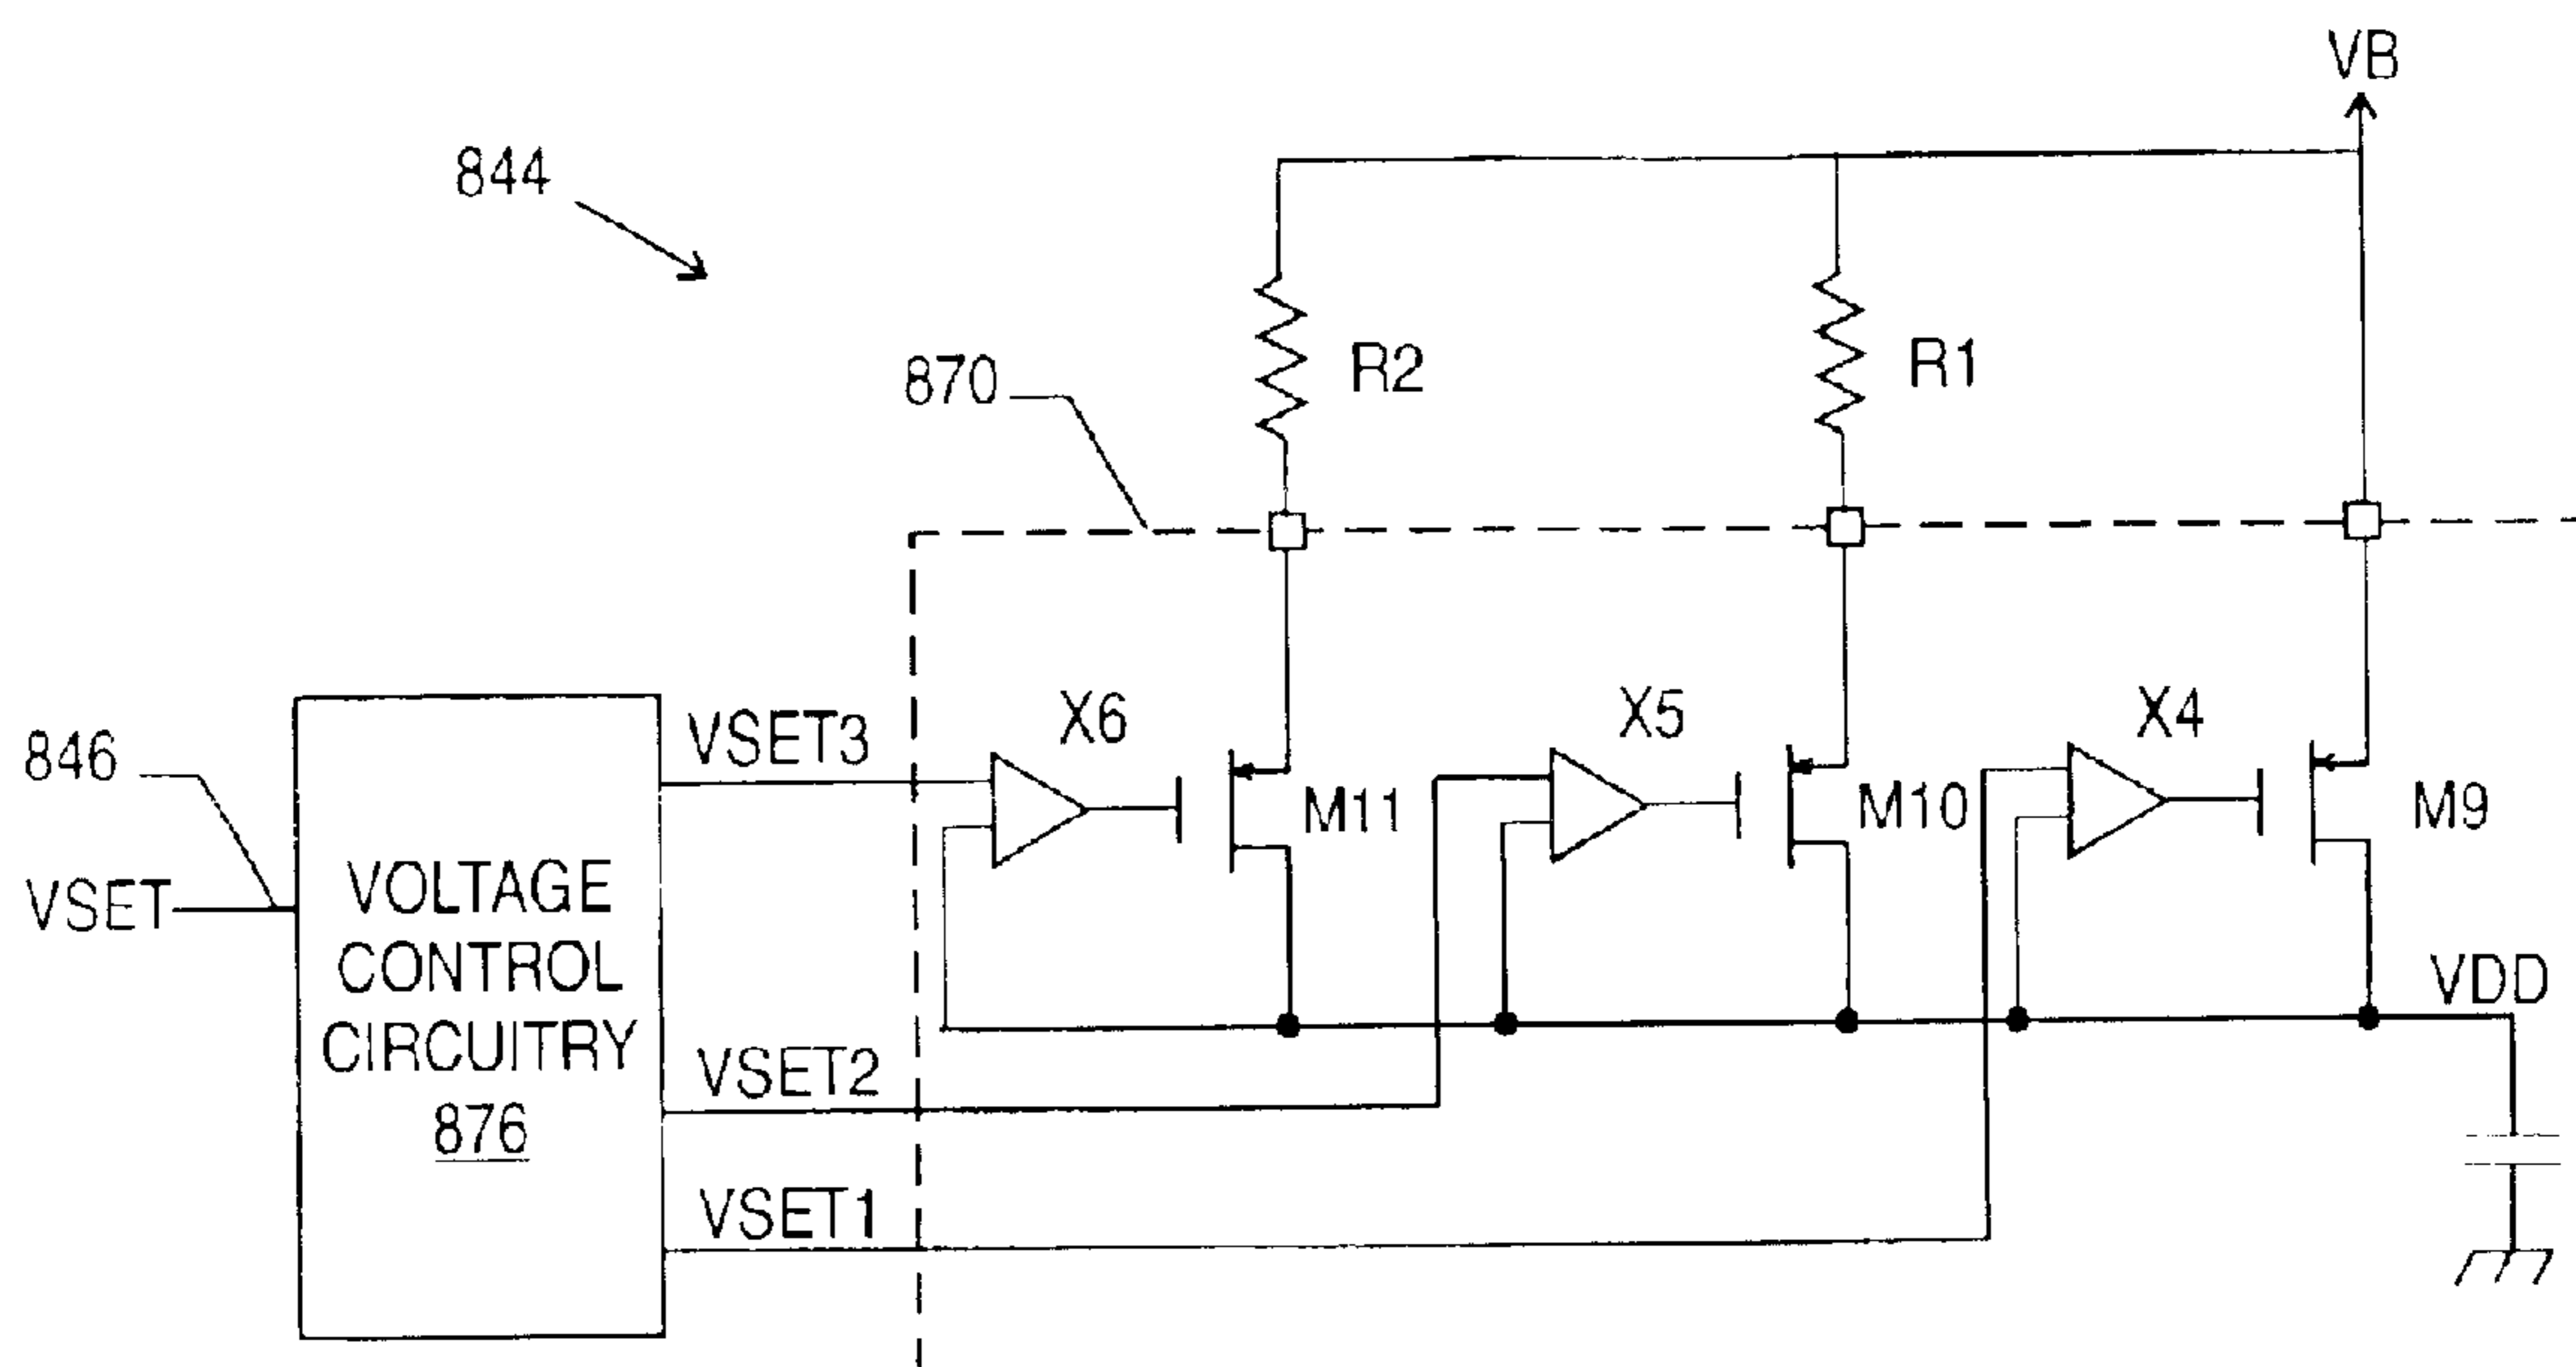 VB
844
R2
R1
870
X6
X5
X4
VSET3
846
M11
M10
M9
VSET
VOLTAGE
CONTROL
CIRCUITRY
876
VDD
VSET2
VSET1